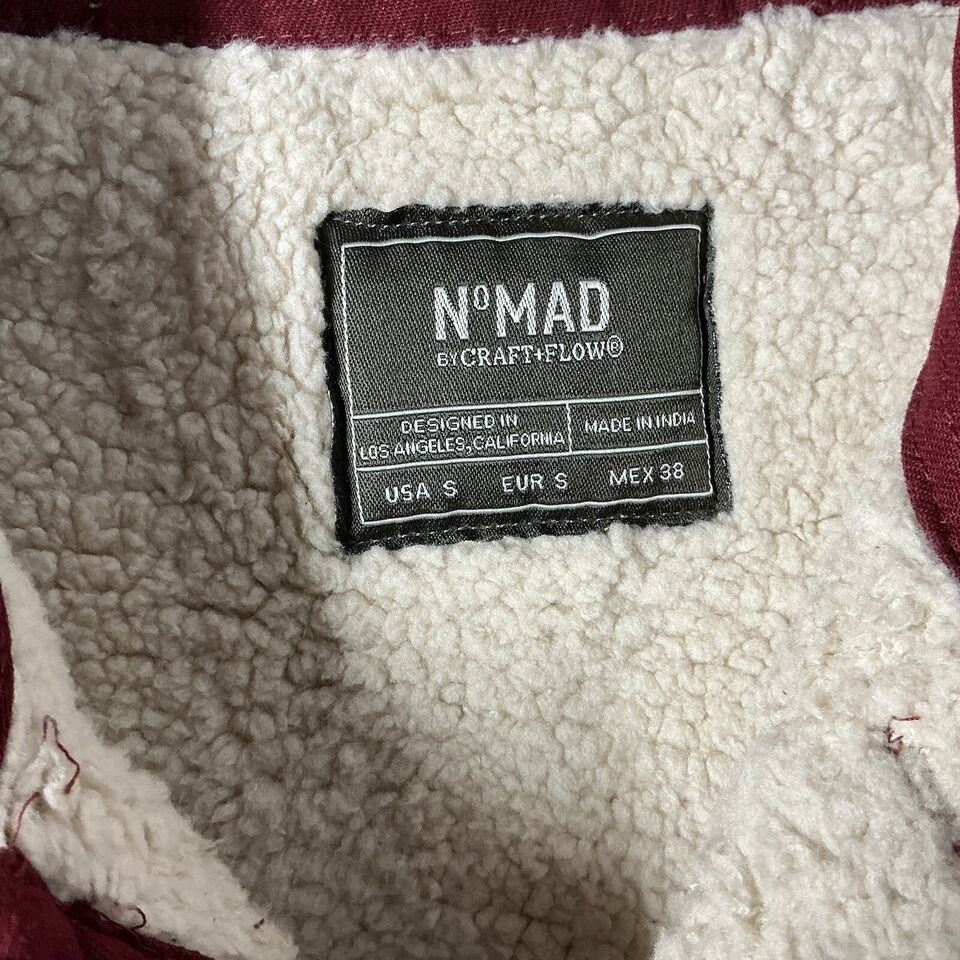 NºMAD
BY CRAFT+FLOW®
DESIGNED IN
LOS ANGELES, CALIFORNIA
MADE IN INDIA
USA S EUR S MEX 38